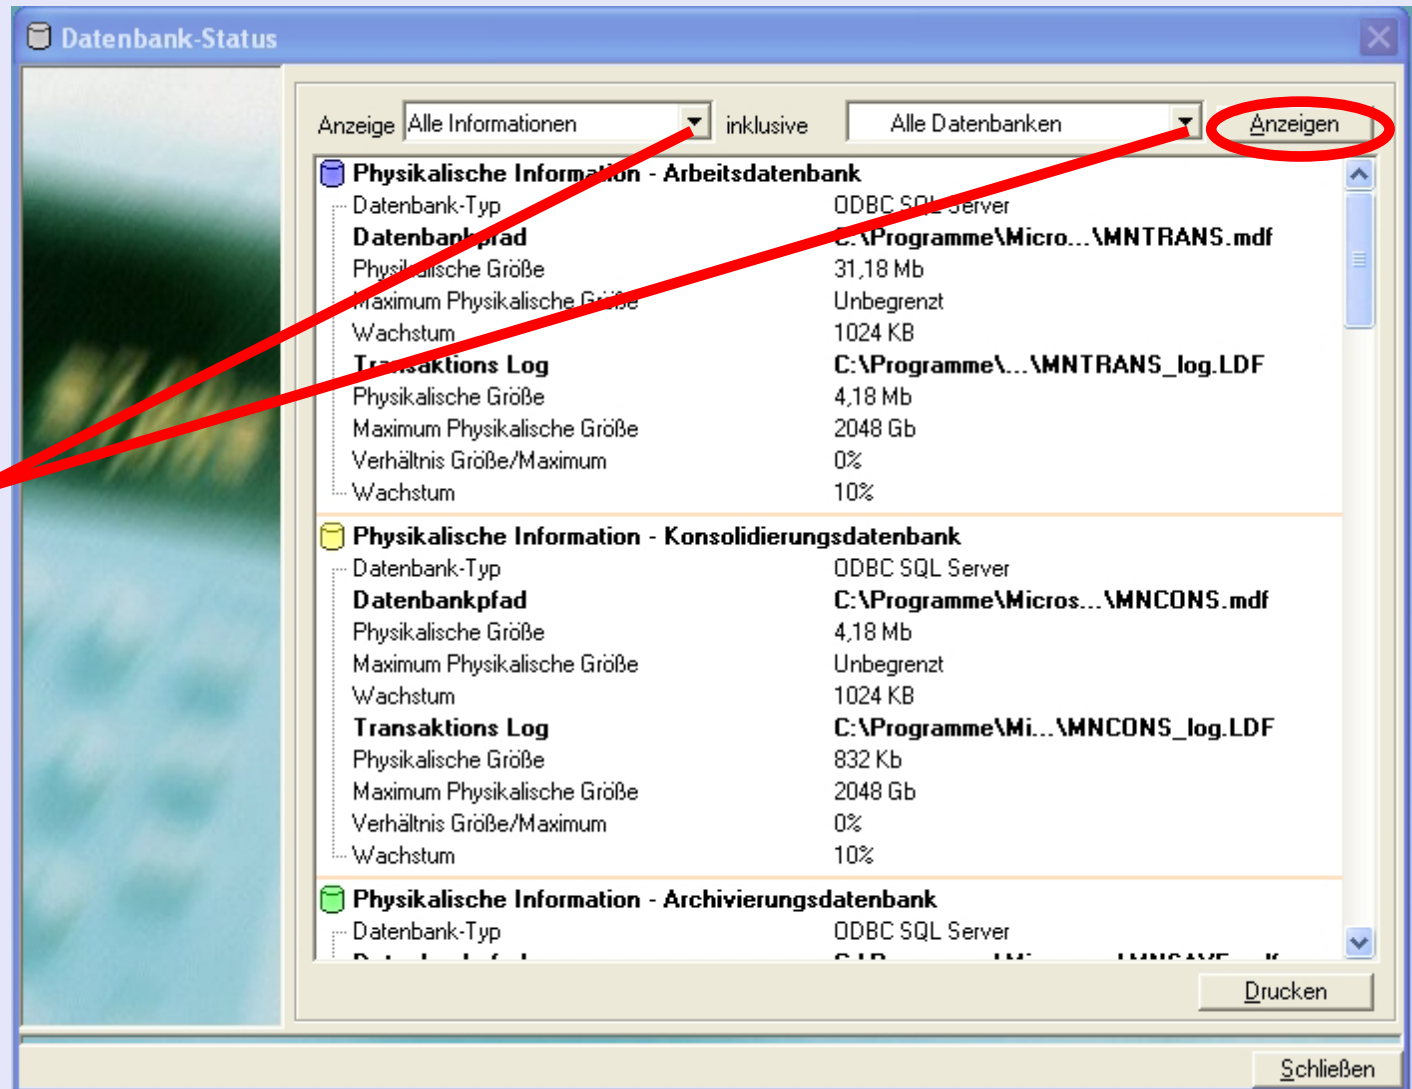 Datenbank-Status
Anzeige Alle Informationen inklusive Alle Datenbanken Anzeigen
Physikalische Information - Arbeitsdatenbank
Datenbank-Typ ODBC SQL Server
Datenbankpfad C:\Programme\Micro...\MNTRANS.mdf
Physikalische Größe 31,18 Mb
Maximum Physikalische Größe Unbegrenzt
Wachstum 1024 KB
Transaktions Log C:\Programme\...\MNTRANS_log.LDF
Physikalische Größe 4,18 Mb
Maximum Physikalische Größe 2048 Gb
Verhältnis Größe/Maximum 0%
Wachstum 10%
Physikalische Information - Konsolidierungsdatenbank
Datenbank-Typ ODBC SQL Server
Datenbankpfad C:\Programme\Micros...\MNCONS.mdf
Physikalische Größe 4,18 Mb
Maximum Physikalische Größe Unbegrenzt
Wachstum 1024 KB
Transaktions Log C:\Programme\Mi...\MNCONS_log.LDF
Physikalische Größe 832 Kb
Maximum Physikalische Größe 2048 Gb
Verhältnis Größe/Maximum 0%
Wachstum 10%
Physikalische Information - Archivierungsdatenbank
Datenbank-Typ ODBC SQL Server
Drucken
Schließen